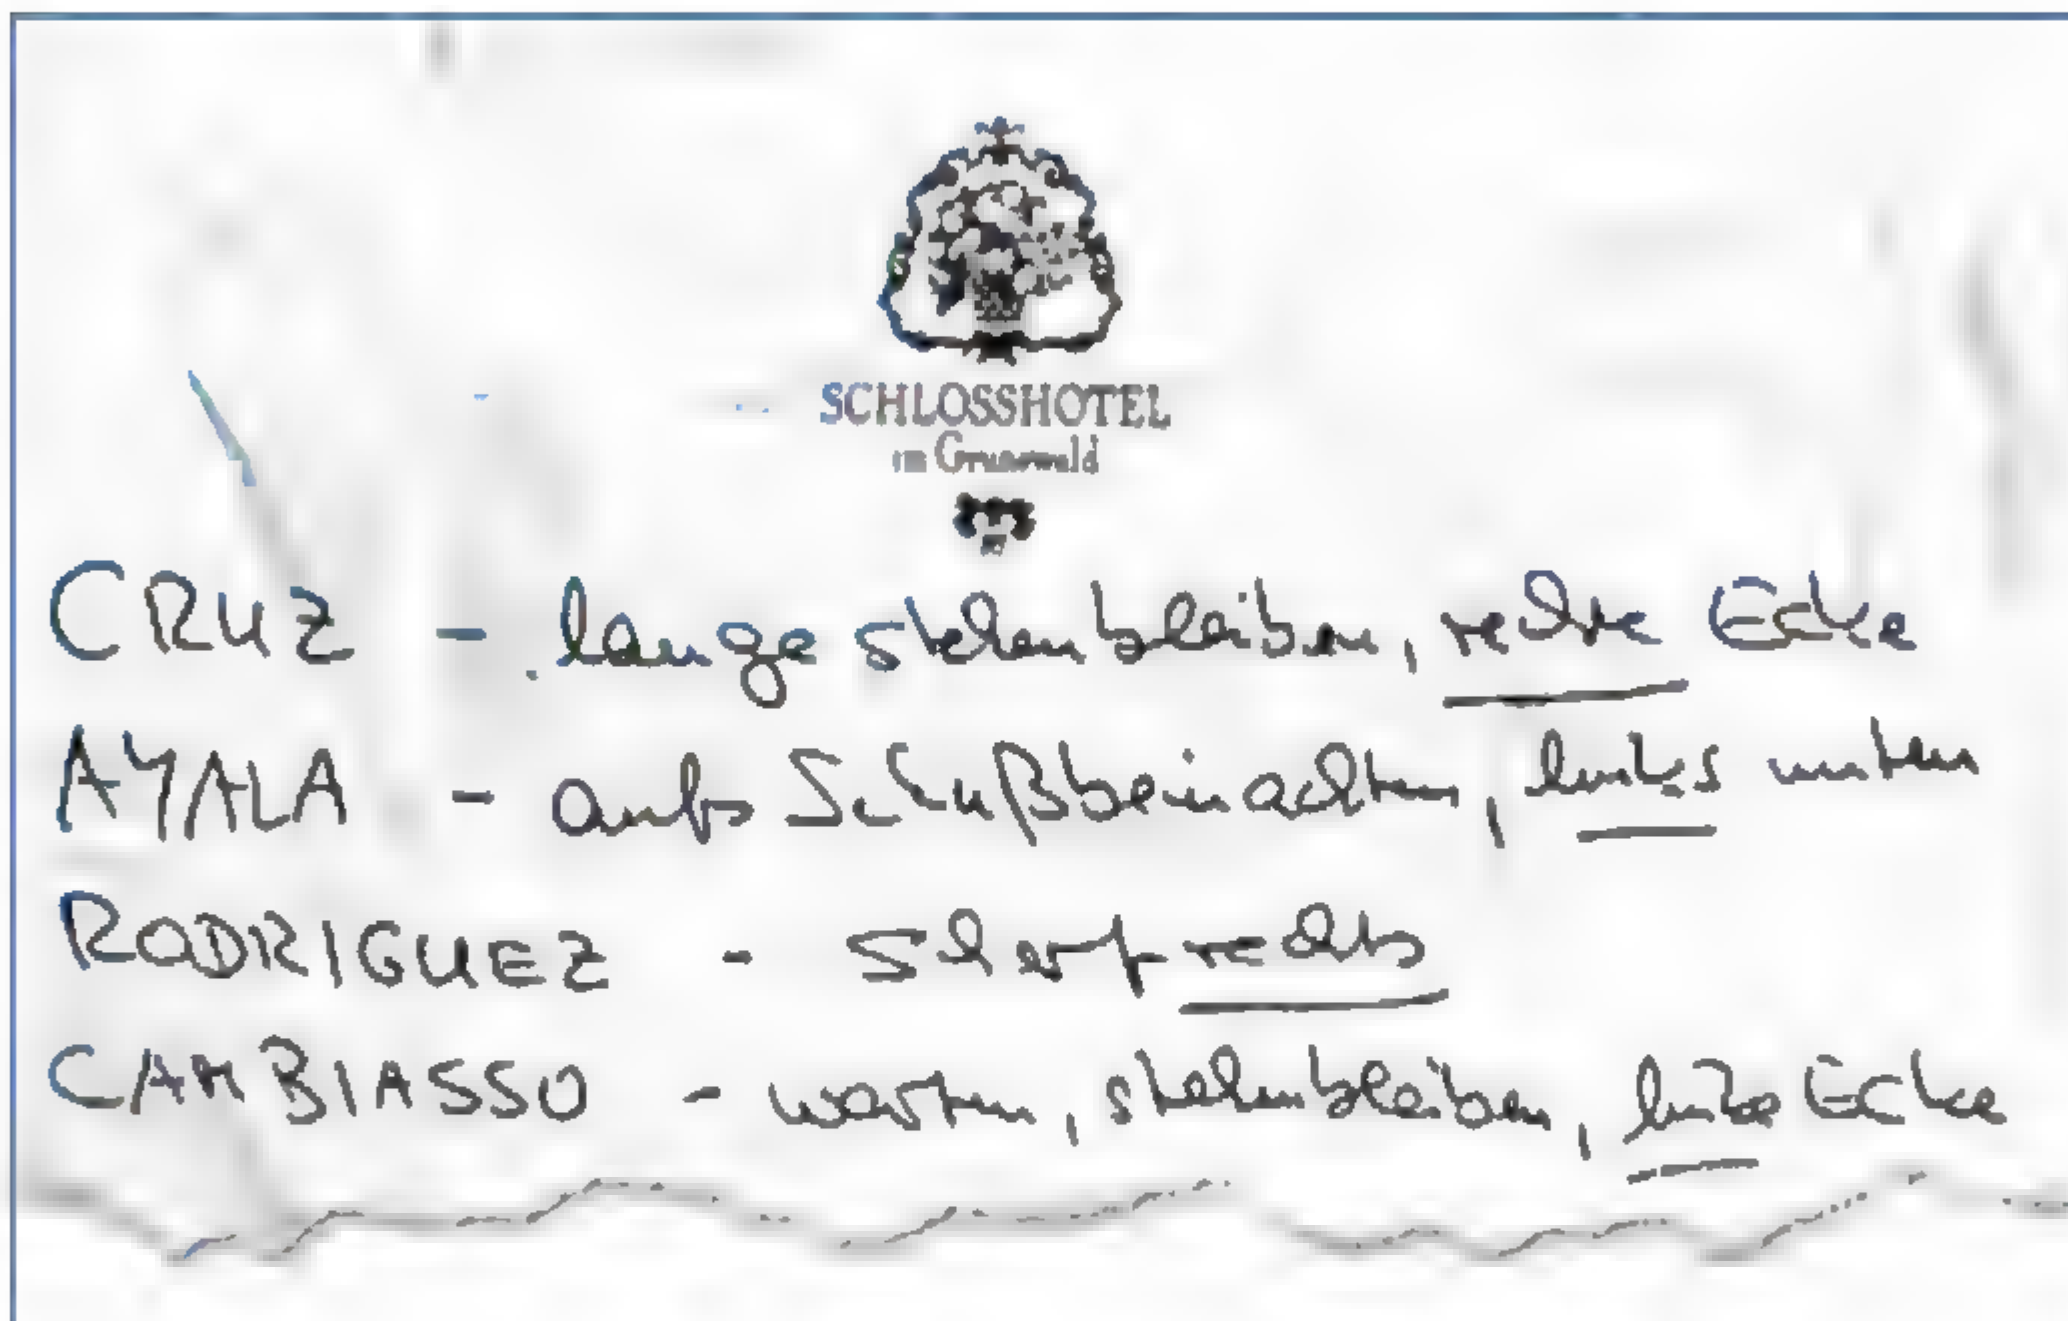 SCHLOSSHOTEL
im Grunewald
CRUZ - lange stehenbleiben, rechte Ecke
AYALA - aufs Schußbein achten, links unten
RODRIGUEZ - scharf rechts
CAMBIASSO - warten, stehenbleiben, linke Ecke